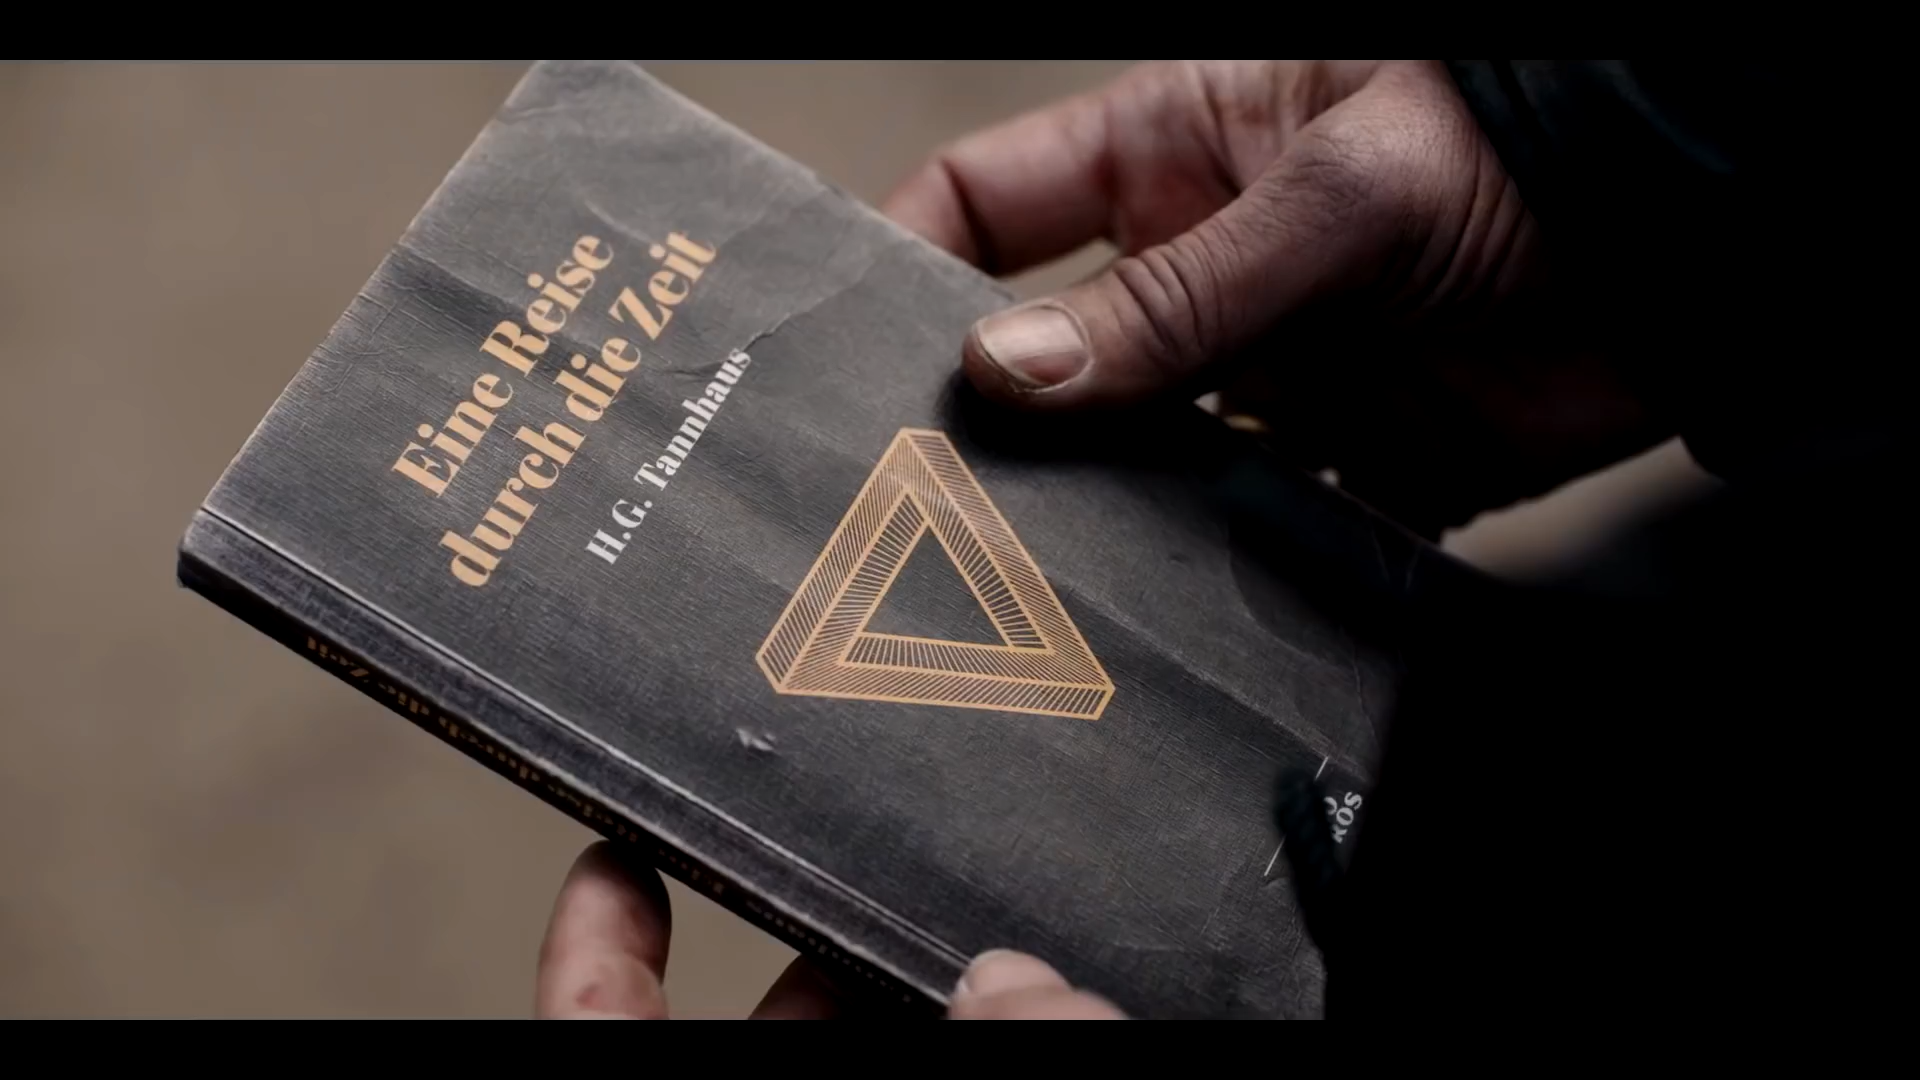 Eine Reise
durch die Zeit
H.G. Tannhaus